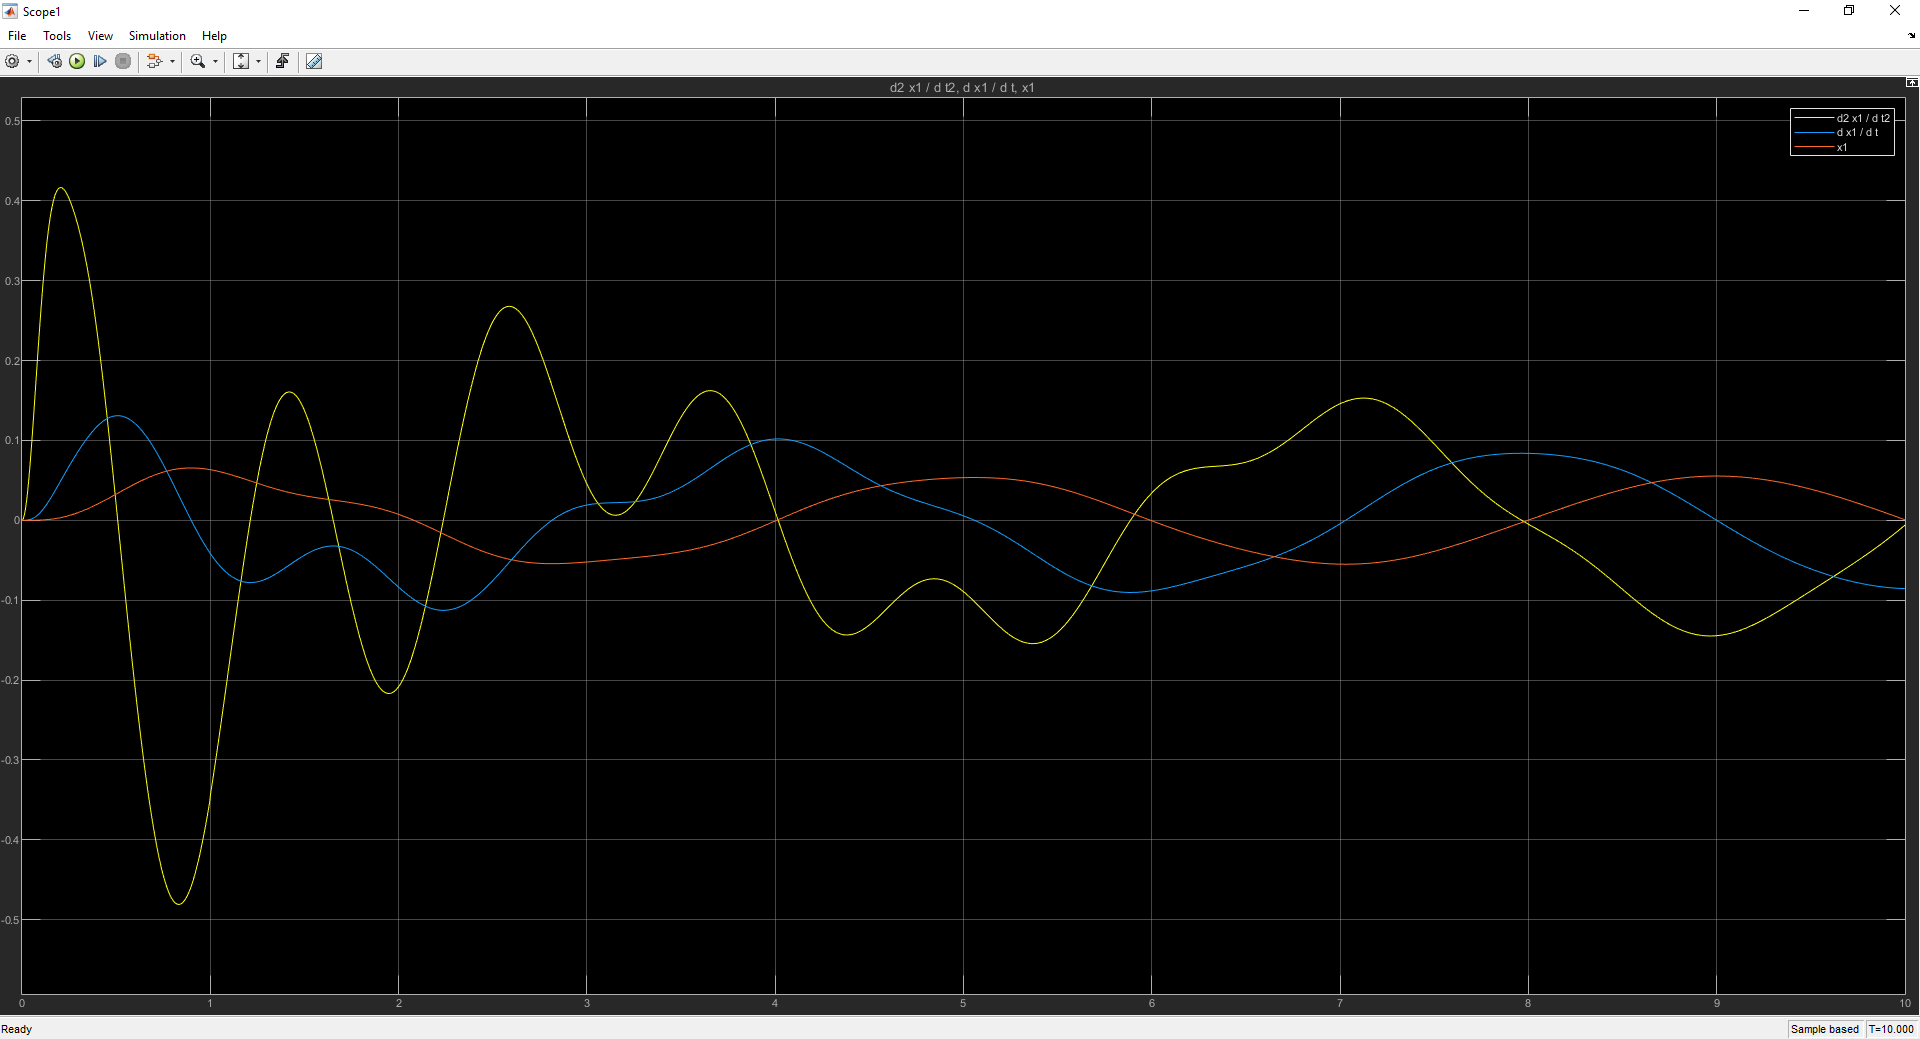 Scope1
File Tools View Simulation Help
d2 x1 / d t2, d x1 / d t, x1
d2 x1 / d t2
d x1 / d t
x1
0.5
0.4
0.3
0.2
0.1
0
-0.1
-0.2
-0.3
-0.4
-0.5
0 1 2 3 4 5 6 7 8 9 10
Ready Sample based T=10.000